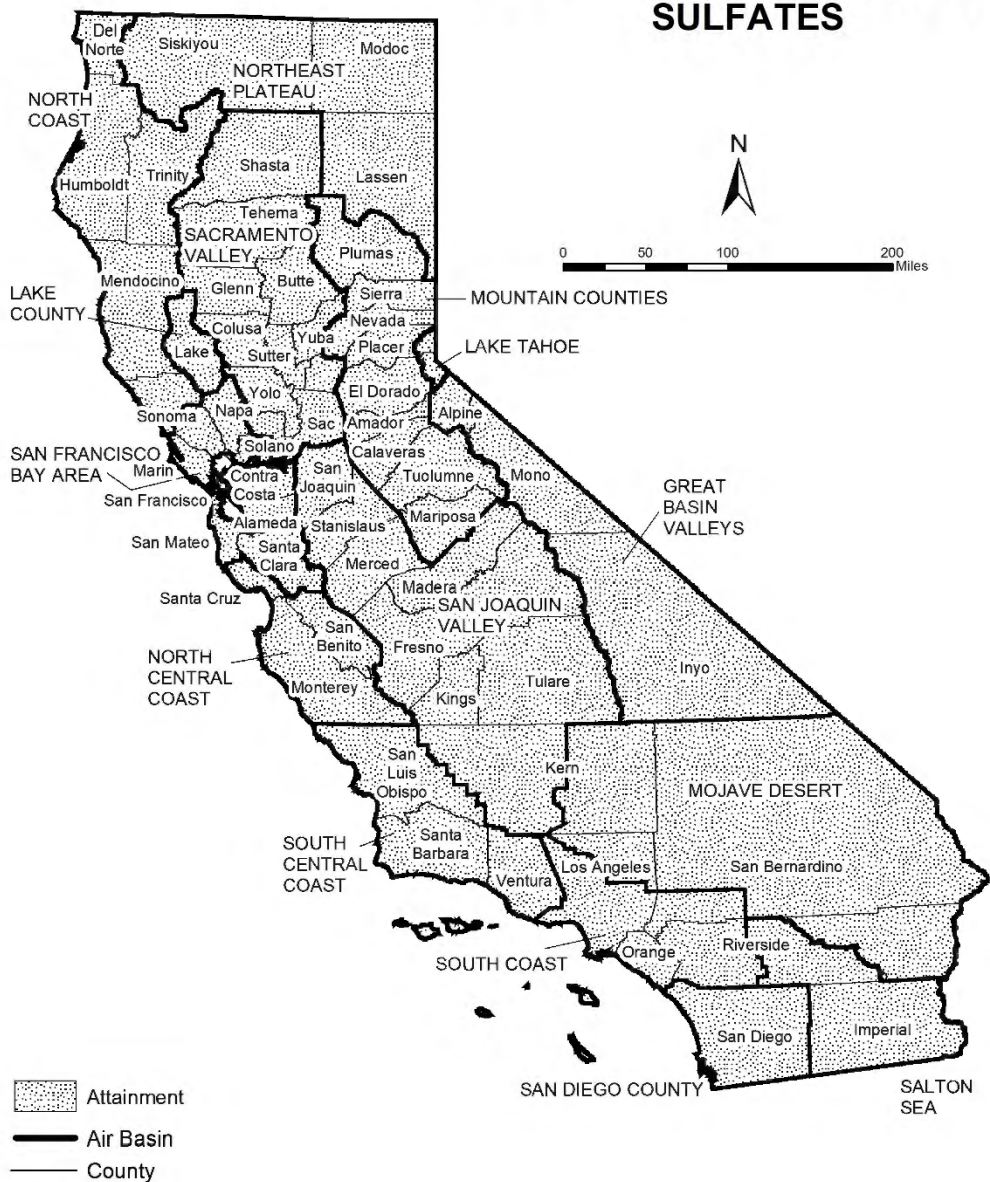 SULFATES
Del
Norte
Siskiyou
Modoc
NORTHEAST
PLATEAU
NORTH
COAST
N
Shasta
Trinity
Lassen
Humboldt
Tehema
SACRAMENTO
VALLEY
Plumas
0 50 100 200
Miles
Mendocino
Glenn
Butte
Sierra
MOUNTAIN COUNTIES
LAKE
COUNTY
Colusa
Nevada
Yuba
Placer
Lake
Sutter
LAKE TAHOE
Yolo
El Dorado
Napa
Sonoma
Sac
Amador
Alpine
Solano
Calaveras
SAN FRANCISCO
BAY AREA
Marin
Contra
Costa
San
Joaquin
Tuolumne
Mono
San Francisco
GREAT
BASIN
VALLEYS
Alameda
Stanislaus
Mariposa
San Mateo
Santa
Clara
Merced
Madera
Santa Cruz
SAN JOAQUIN
VALLEY
San
Benito
Fresno
NORTH
CENTRAL
COAST
Inyo
Monterey
Kings
Tulare
San
Luis
Obispo
Kern
MOJAVE DESERT
SOUTH
CENTRAL
COAST
Santa
Barbara
Los Angeles
San Bernardino
Ventura
Orange
Riverside
SOUTH COAST
San Diego
Imperial
SAN DIEGO COUNTY
SALTON
SEA
Attainment
Air Basin
County